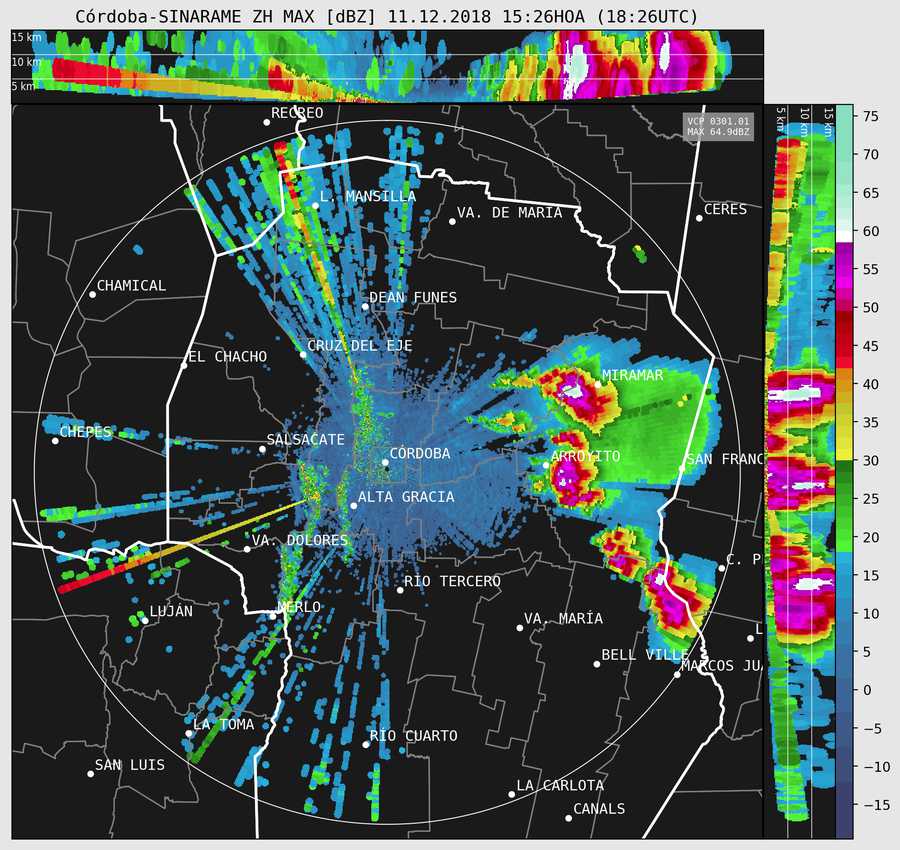 Córdoba-SINARAME ZH MAX [dBZ] 11.12.2018 15:26HOA (18:26UTC)
15 km
10 km
5 km
RECREO
VCP 0301.01
MAX 64.9dBZ
5 km
10 km
15 km
75
70
65
60
55
50
45
40
35
30
25
20
15
10
5
0
−5
−10
−15
L. MANSILLA
VA. DE MARIA
CERES
CHAMICAL
DEAN FUNES
CRUZ DEL EJE
EL CHACHO
MIRAMAR
CHEPES
SALSACATE
CÓRDOBA
ARROYITO
SAN FRANC
ALTA GRACIA
VA. DOLORES
C. P
RÍO TERCERO
LUJÁN
MERLO
VA. MARÍA
L
BELL VILLE
MARCOS JUA
LA TOMA
RÍO CUARTO
SAN LUIS
LA CARLOTA
CANALS